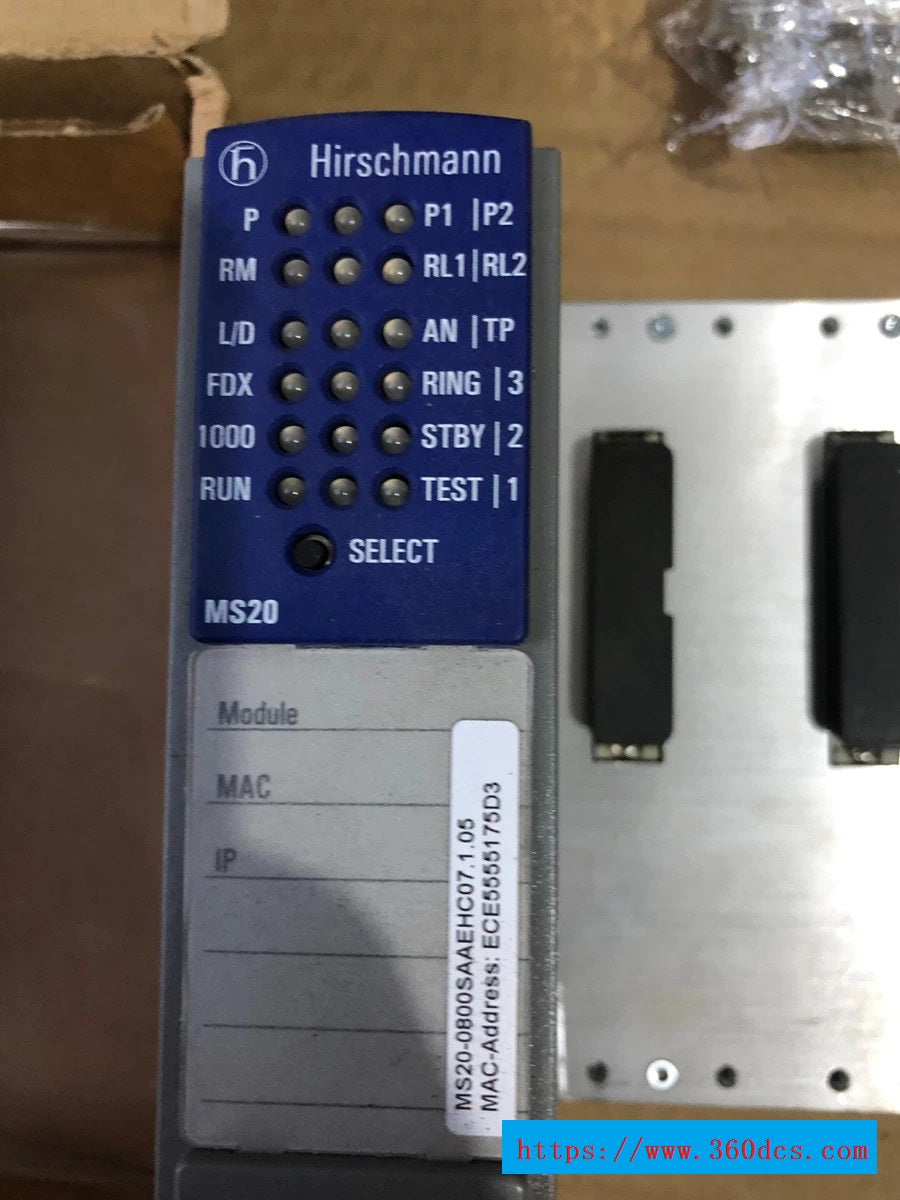 Hirschmann
P P1 |P2
RM RL1|RL2
L/D AN |TP
FDX RING |3
1000 STBY |2
RUN TEST |1
SELECT
MS20
Module
MAC
IP
MS20-0800SAAEHC07.1.05
MAC-Address: ECE5555175D3
https://www.360dcs.com